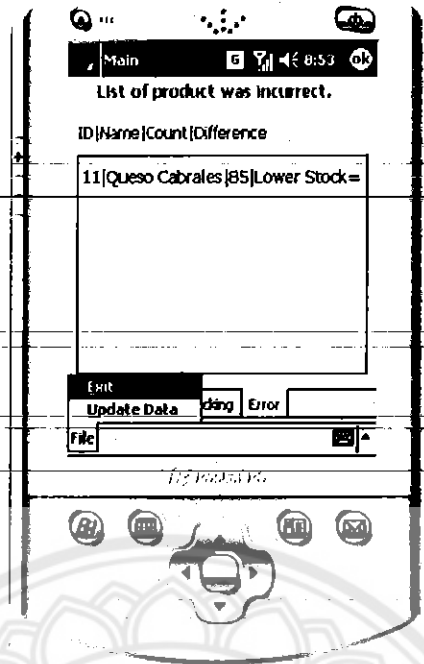 Main G 8:53 ok
List of product was incurrect.
ID|Name|Count|Difference
11|Queso Cabrales|85|Lower Stock=
Exit
Update Data cking Error
File